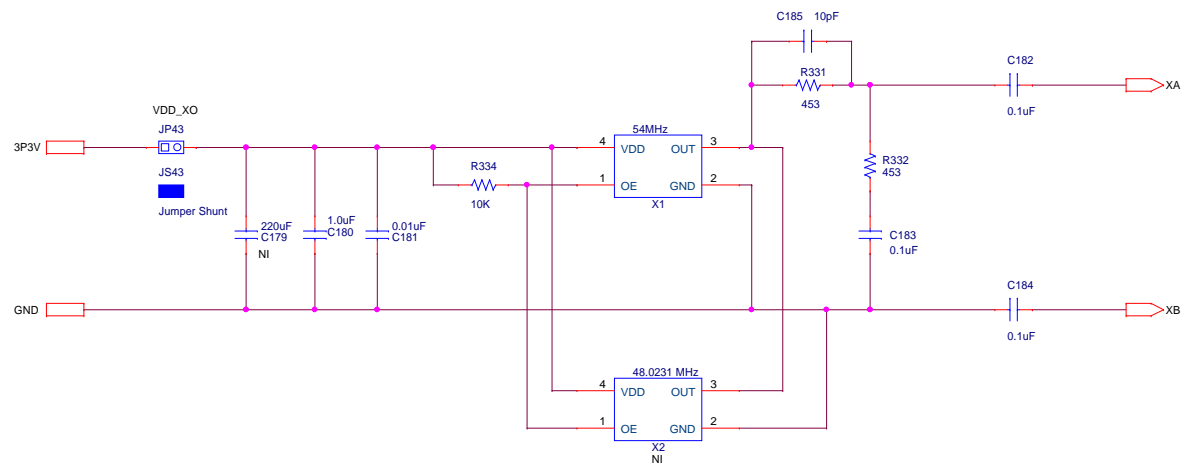 C185 10pF
R331
453
C182
0.1uF
XA
VDD_XO
JP43
3P3V
JS43
Jumper Shunt
54MHz
4 VDD OUT 3
1 OE GND 2
X1
R334
10K
R332
453
220uF
C179
NI
1.0uF
C180
0.01uF
C181
C183
0.1uF
GND
C184
0.1uF
XB
48.0231 MHz
4 VDD OUT 3
1 OE GND 2
X2
NI